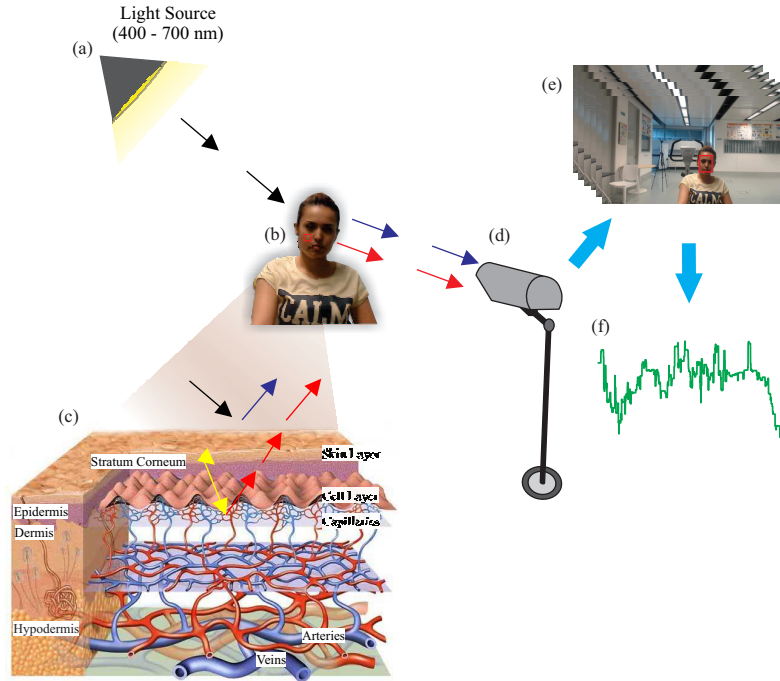 Light Source
(400 - 700 nm)
(a)
(e)
(b)
(d)
CALM
CALM
(f)
(c)
Stratum Corneum
Skin Layer
Cell Layer
Epidermis
Capillaries
Dermis
Hypodermis
Arteries
Veins